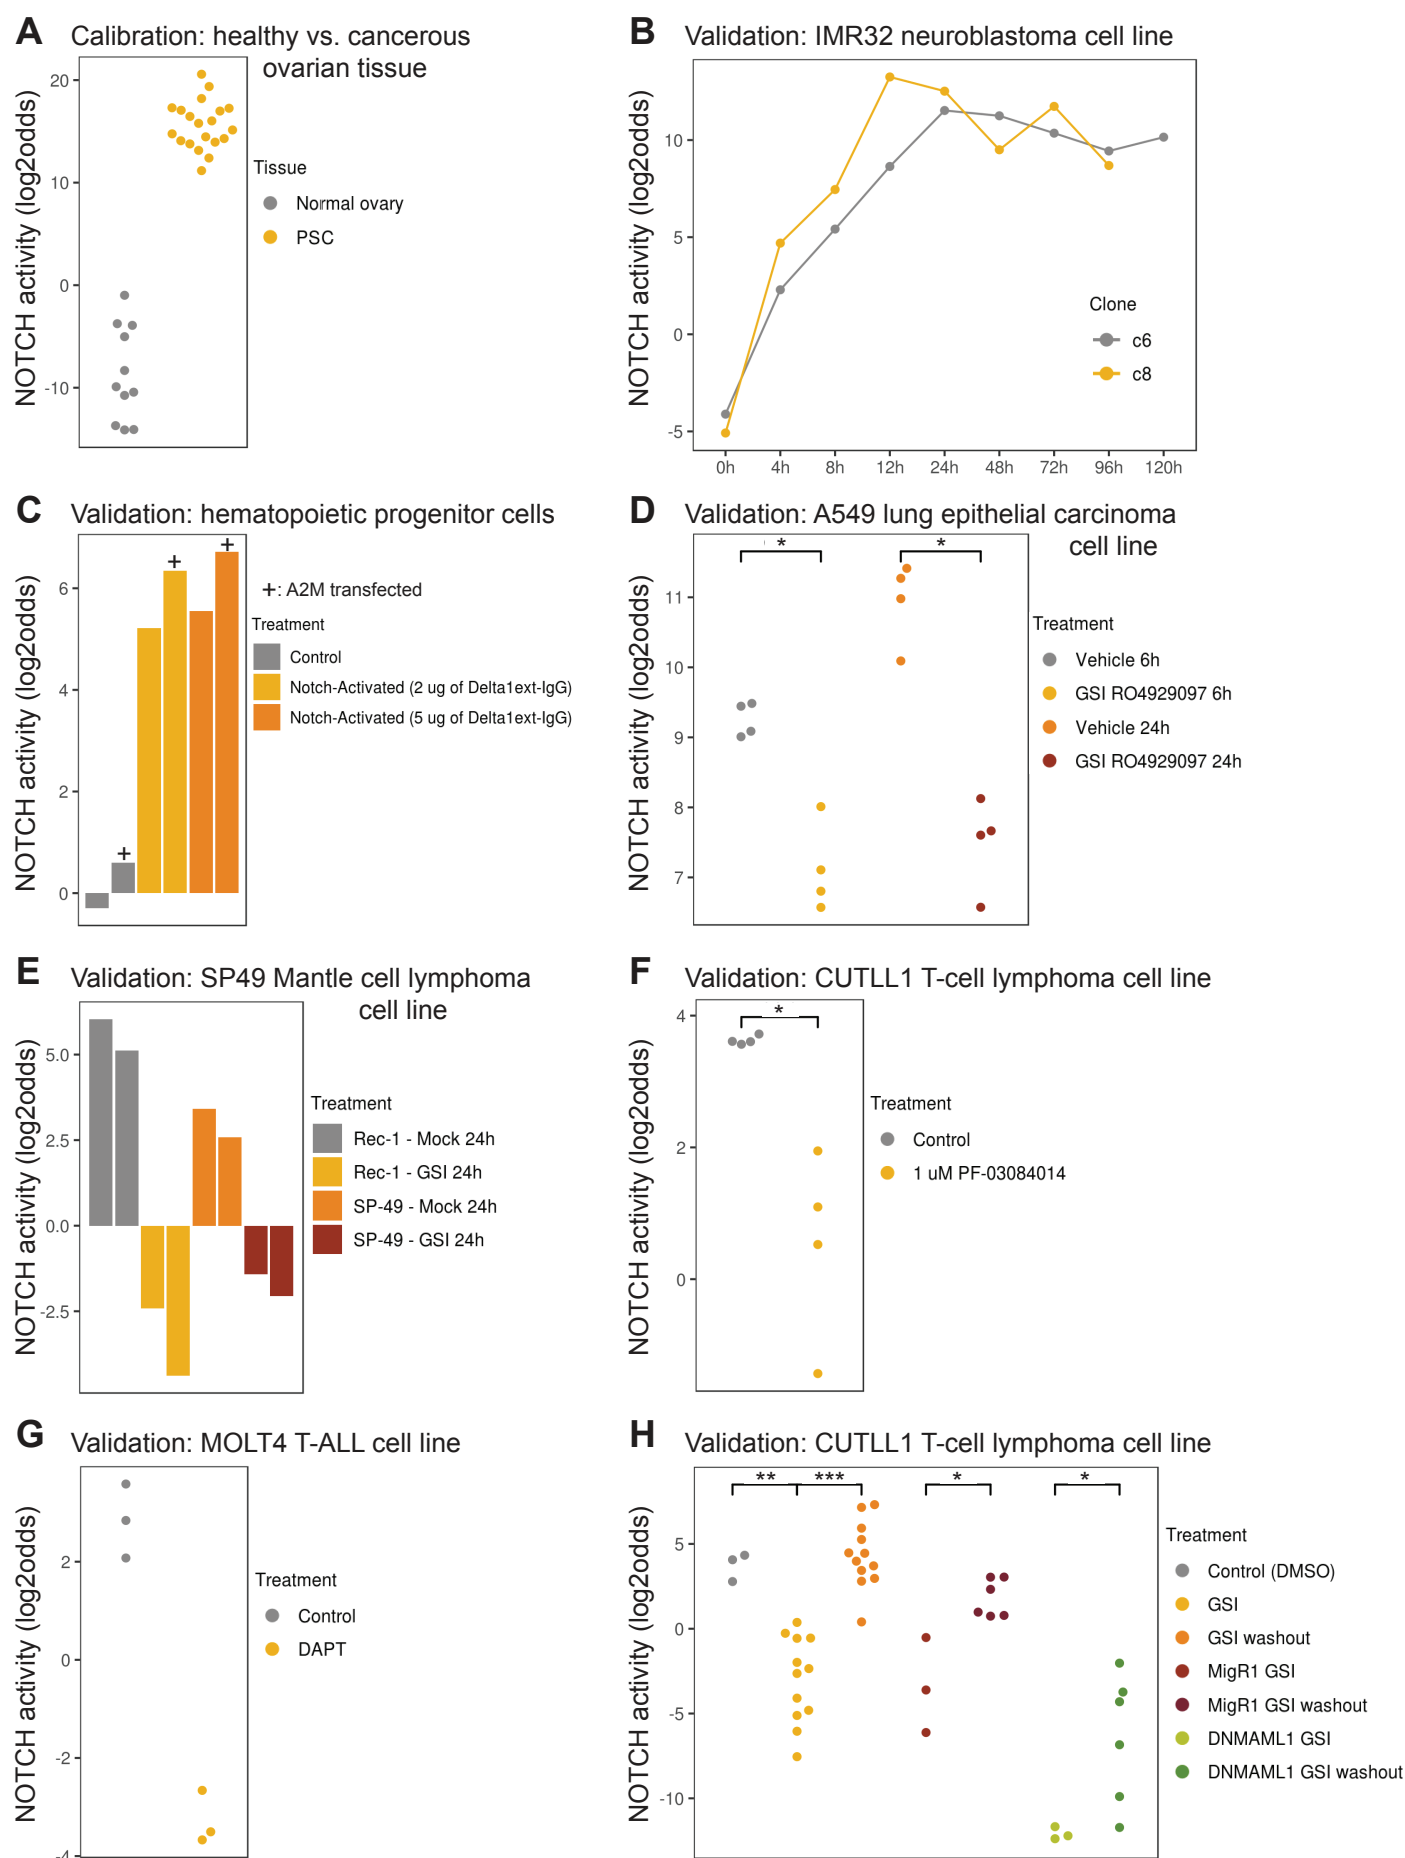 A Calibration: healthy vs. cancerous
ovarian tissue
NOTCH activity (log2odds)
20
10
0
-10
Tissue
Normal ovary
PSC
B Validation: IMR32 neuroblastoma cell line
NOTCH activity (log2odds)
10
5
0
-5
0h 4h 8h 12h 24h 48h 72h 96h 120h
Clone
c6
c8
C Validation: hematopoietic progenitor cells
NOTCH activity (log2odds)
6
4
2
0
+
+
+
+: A2M transfected
Treatment
Control
Notch-Activated (2 ug of Delta1ext-IgG)
Notch-Activated (5 ug of Delta1ext-IgG)
D Validation: A549 lung epithelial carcinoma
cell line
NOTCH activity (log2odds)
11
10
9
8
7
* *
Treatment
Vehicle 6h
GSI RO4929097 6h
Vehicle 24h
GSI RO4929097 24h
E Validation: SP49 Mantle cell lymphoma
cell line
NOTCH activity (log2odds)
5.0
2.5
0.0
-2.5
Treatment
Rec-1 - Mock 24h
Rec-1 - GSI 24h
SP-49 - Mock 24h
SP-49 - GSI 24h
F Validation: CUTLL1 T-cell lymphoma cell line
NOTCH activity (log2odds)
4
2
0
*
Treatment
Control
1 uM PF-03084014
G Validation: MOLT4 T-ALL cell line
NOTCH activity (log2odds)
2
0
-2
-4
Treatment
Control
DAPT
H Validation: CUTLL1 T-cell lymphoma cell line
NOTCH activity (log2odds)
5
0
-5
-10
** *** * *
Treatment
Control (DMSO)
GSI
GSI washout
MigR1 GSI
MigR1 GSI washout
DNMAML1 GSI
DNMAML1 GSI washout